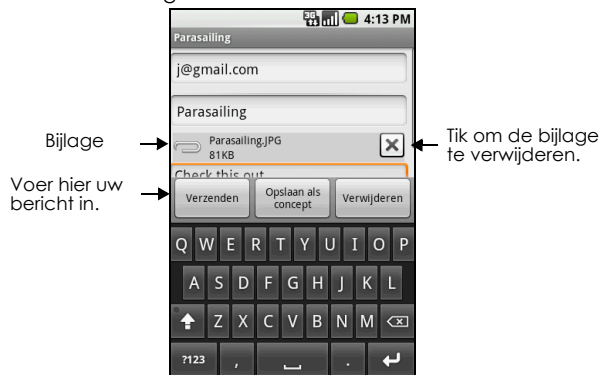 3G 4:13 PM
Parasailing
j@gmail.com
Parasailing
Bijlage
Parasailing.JPG
81KB
Tik om de bijlage
te verwijderen.
Check this out
Voer hier uw
bericht in.
Verzenden
Opslaan als
concept
Verwijderen
Q W E R T Y U I O P
A S D F G H J K L
Z X C V B N M
?123 , .